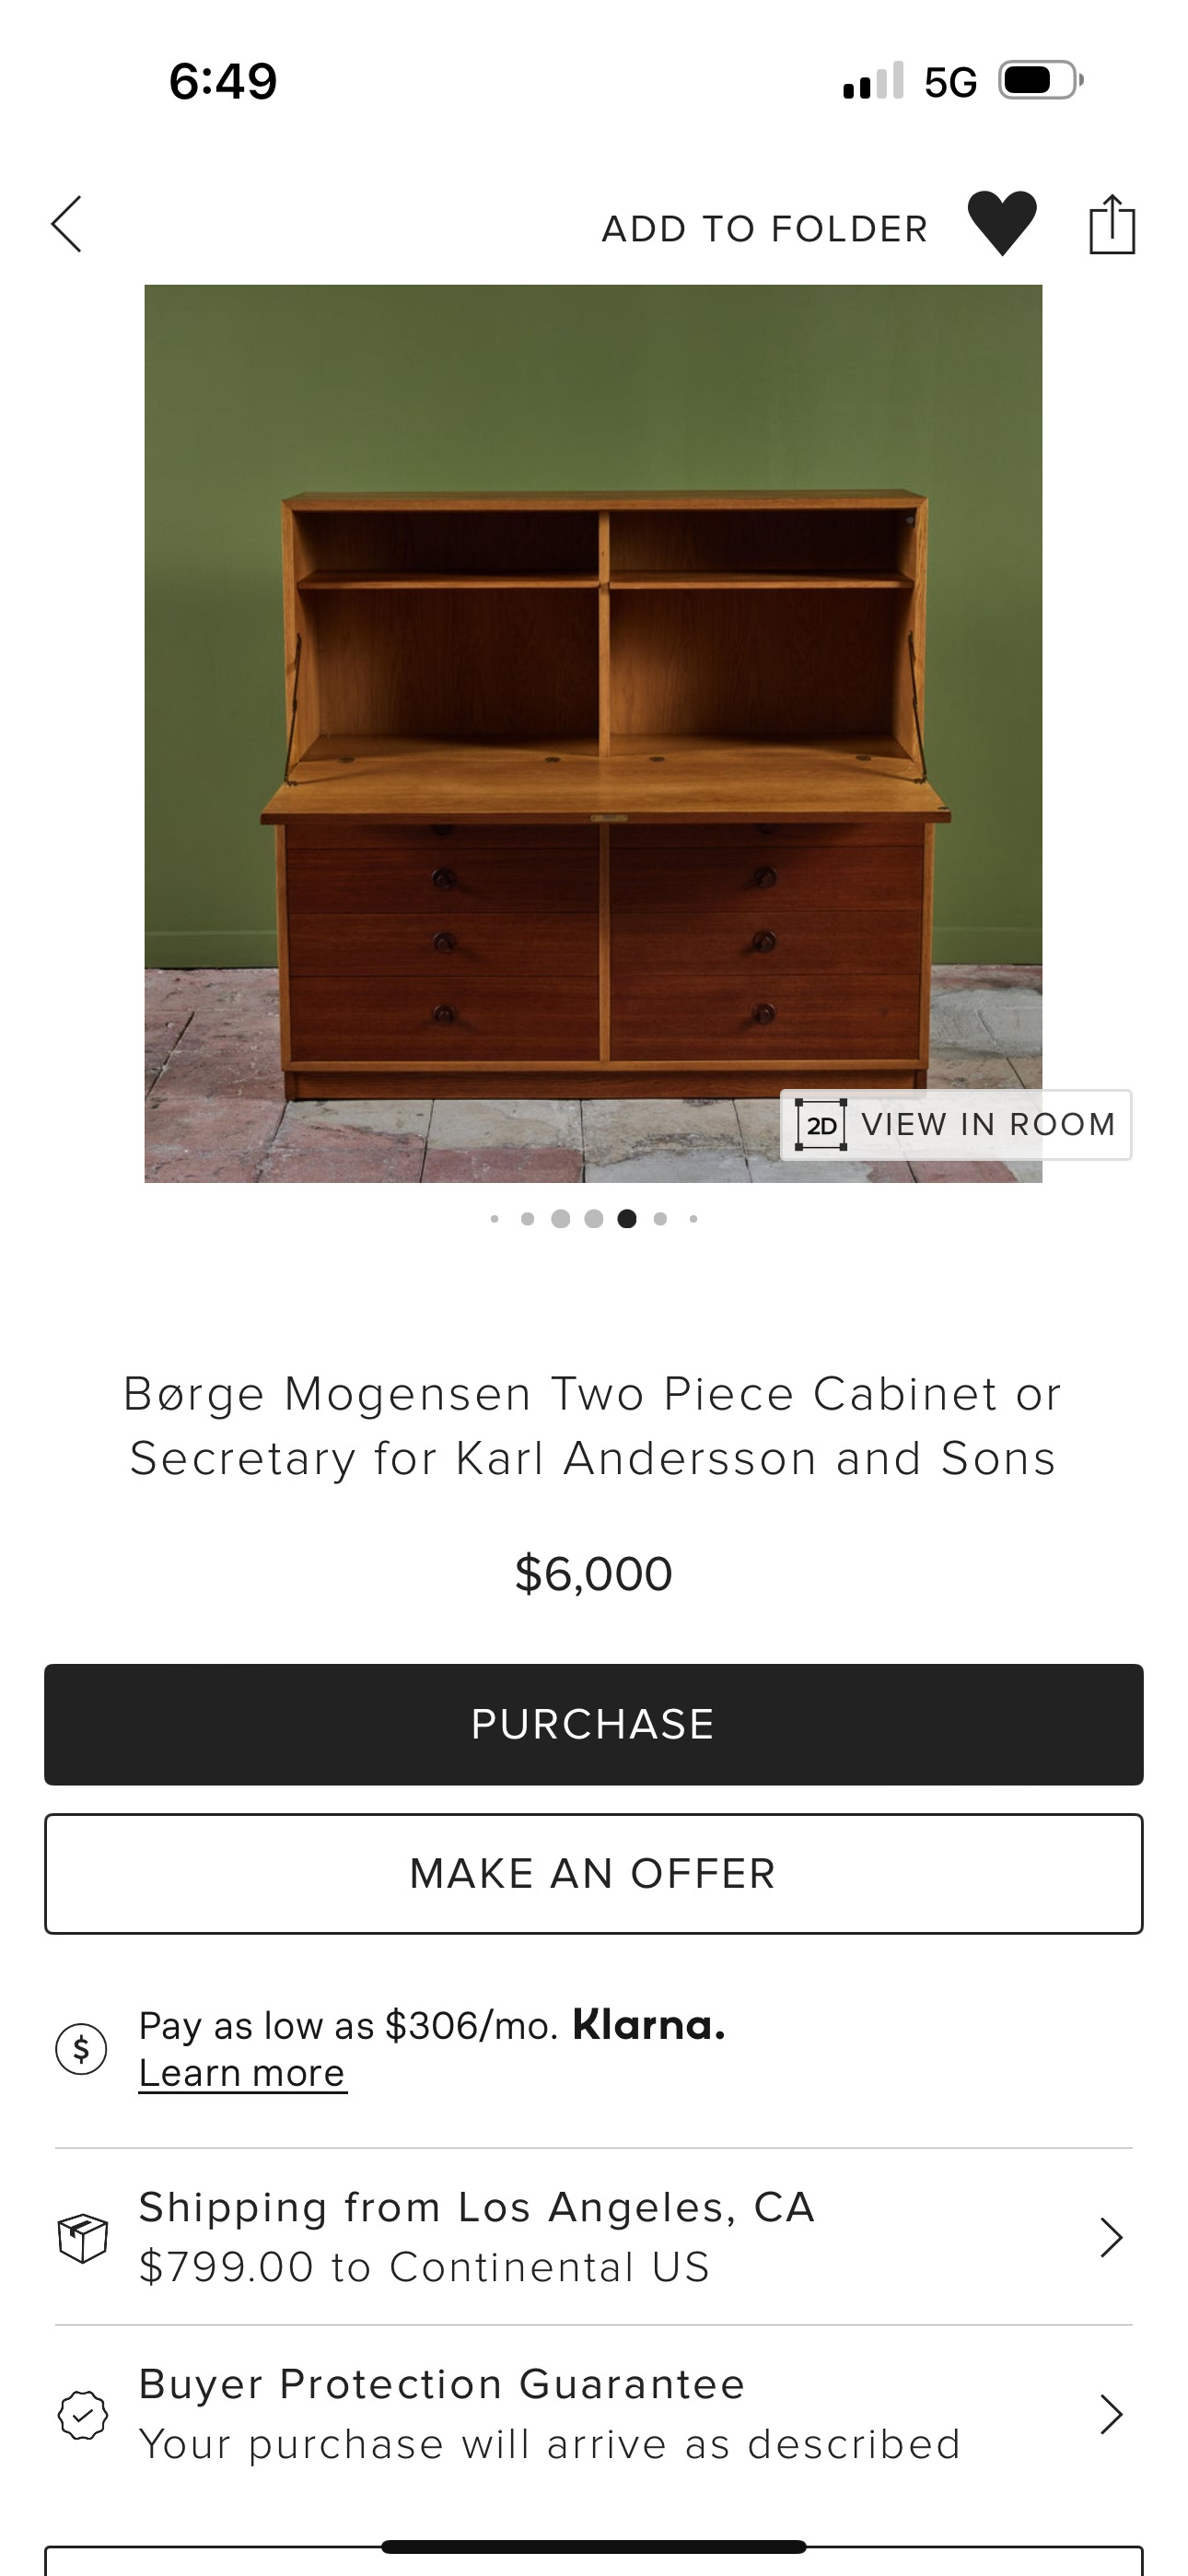 6:49
5G
ADD TO FOLDER
2D VIEW IN ROOM
Børge Mogensen Two Piece Cabinet or
Secretary for Karl Andersson and Sons
$6,000
PURCHASE
MAKE AN OFFER
$
Pay as low as $306/mo. Klarna.
Learn more
Shipping from Los Angeles, CA
$799.00 to Continental US
Buyer Protection Guarantee
Your purchase will arrive as described